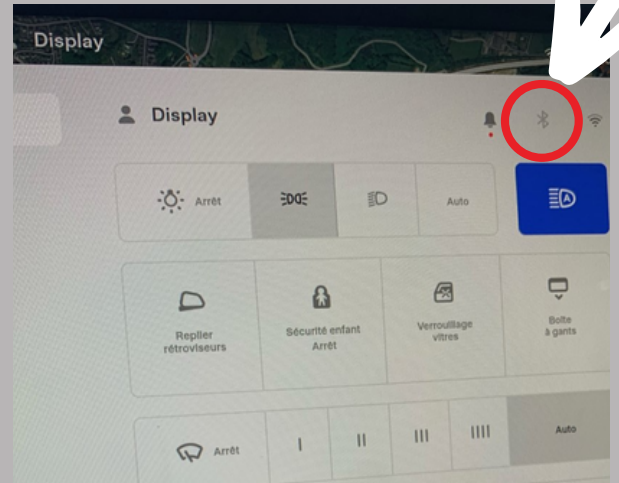 Display
Display
Arrêt
Auto
Replier
rétroviseurs
Sécurité enfant
Arrêt
Verrouillage
vitres
Boîte
à gants
Arrêt
I
II
III
IIII
Auto